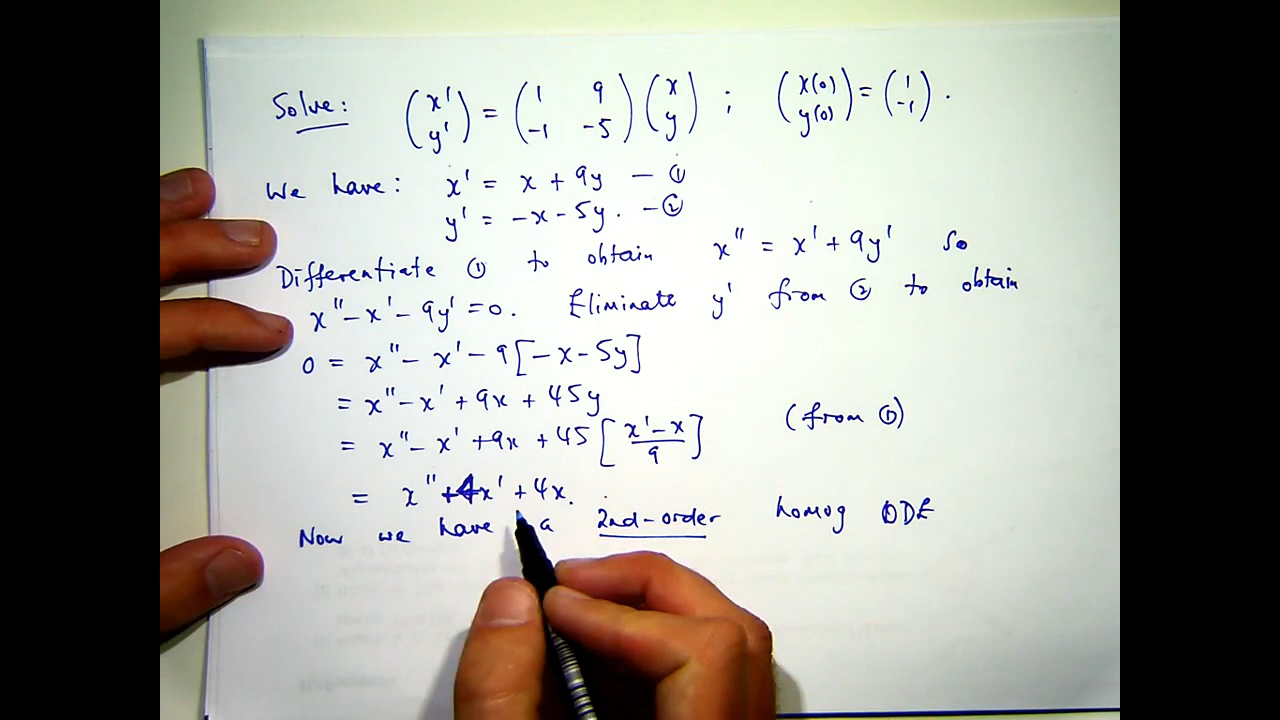 Solve: (x' y') = (1 9 -1 -5)(x y) ; (x(0) y(0)) = (1 -1).
We have: x' = x + 9y — ①
y' = -x - 5y. — ②
Differentiate ① to obtain x'' = x' + 9y' so
x'' - x' - 9y' = 0. Eliminate y' from ② to obtain
0 = x'' - x' - 9[-x - 5y]
= x'' - x' + 9x + 45y
= x'' - x' + 9x + 45[(x' - x)/9] (from ①)
= x'' + 4x' + 4x.
Now we have a 2nd-order homog ODE